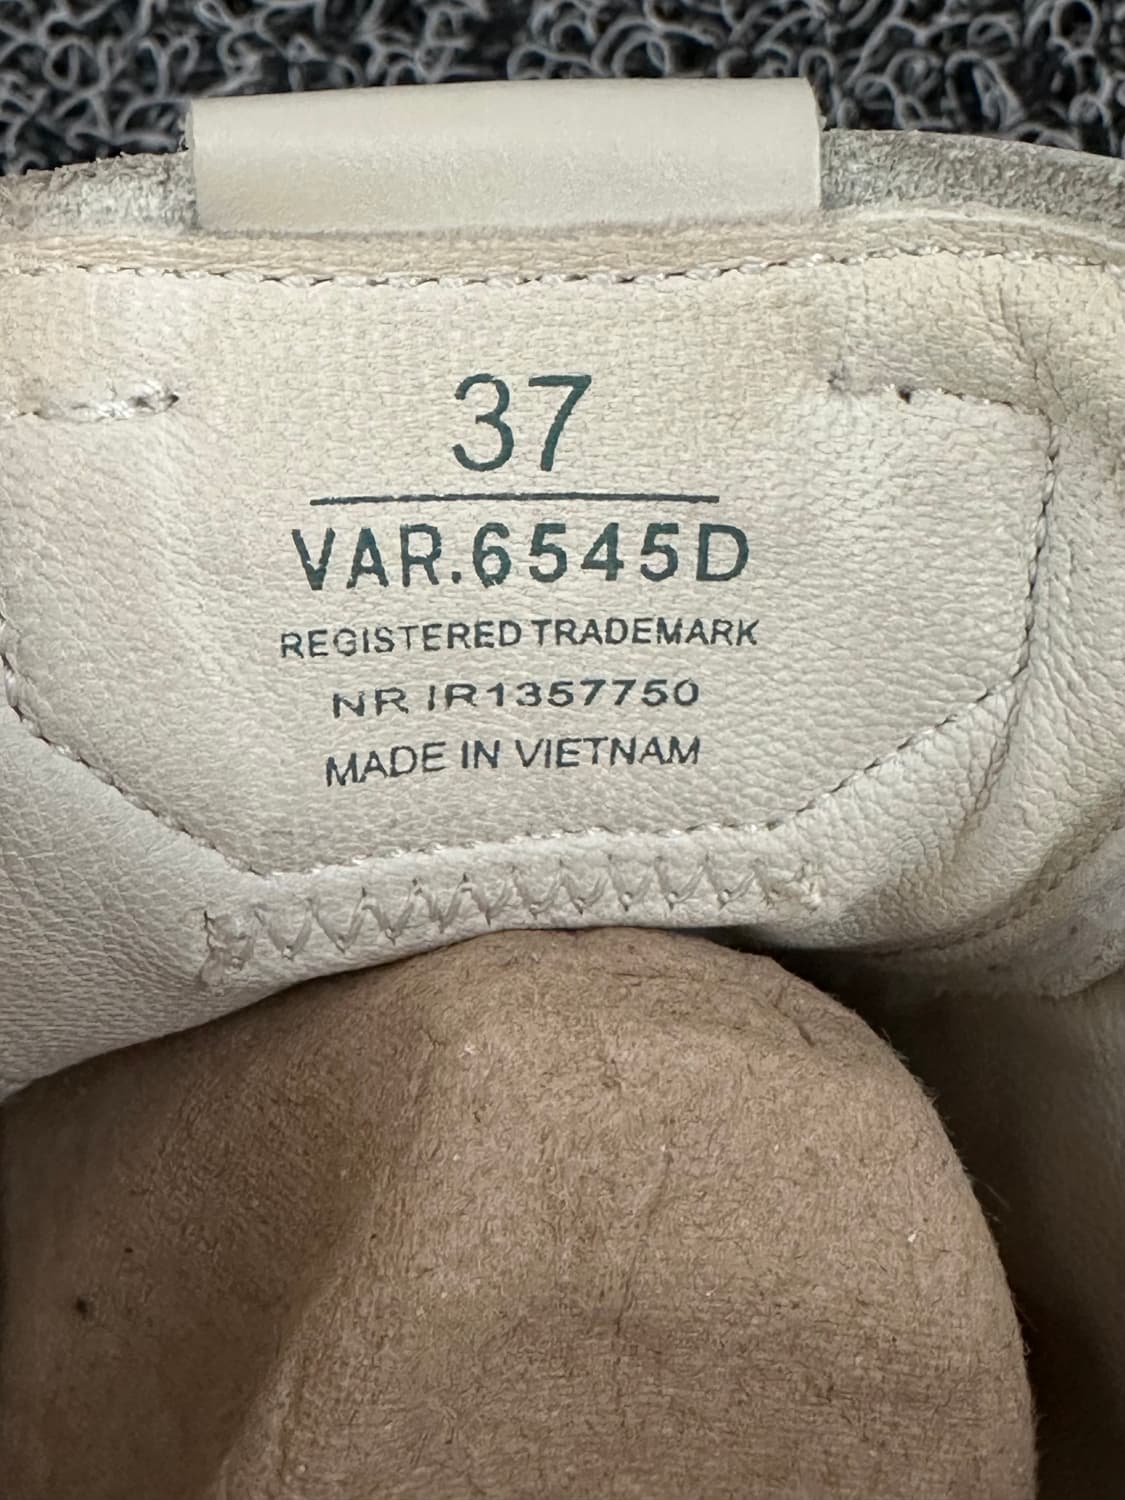 37
VAR.6545D
REGISTERED TRADEMARK
NR IR1357750
MADE IN VIETNAM